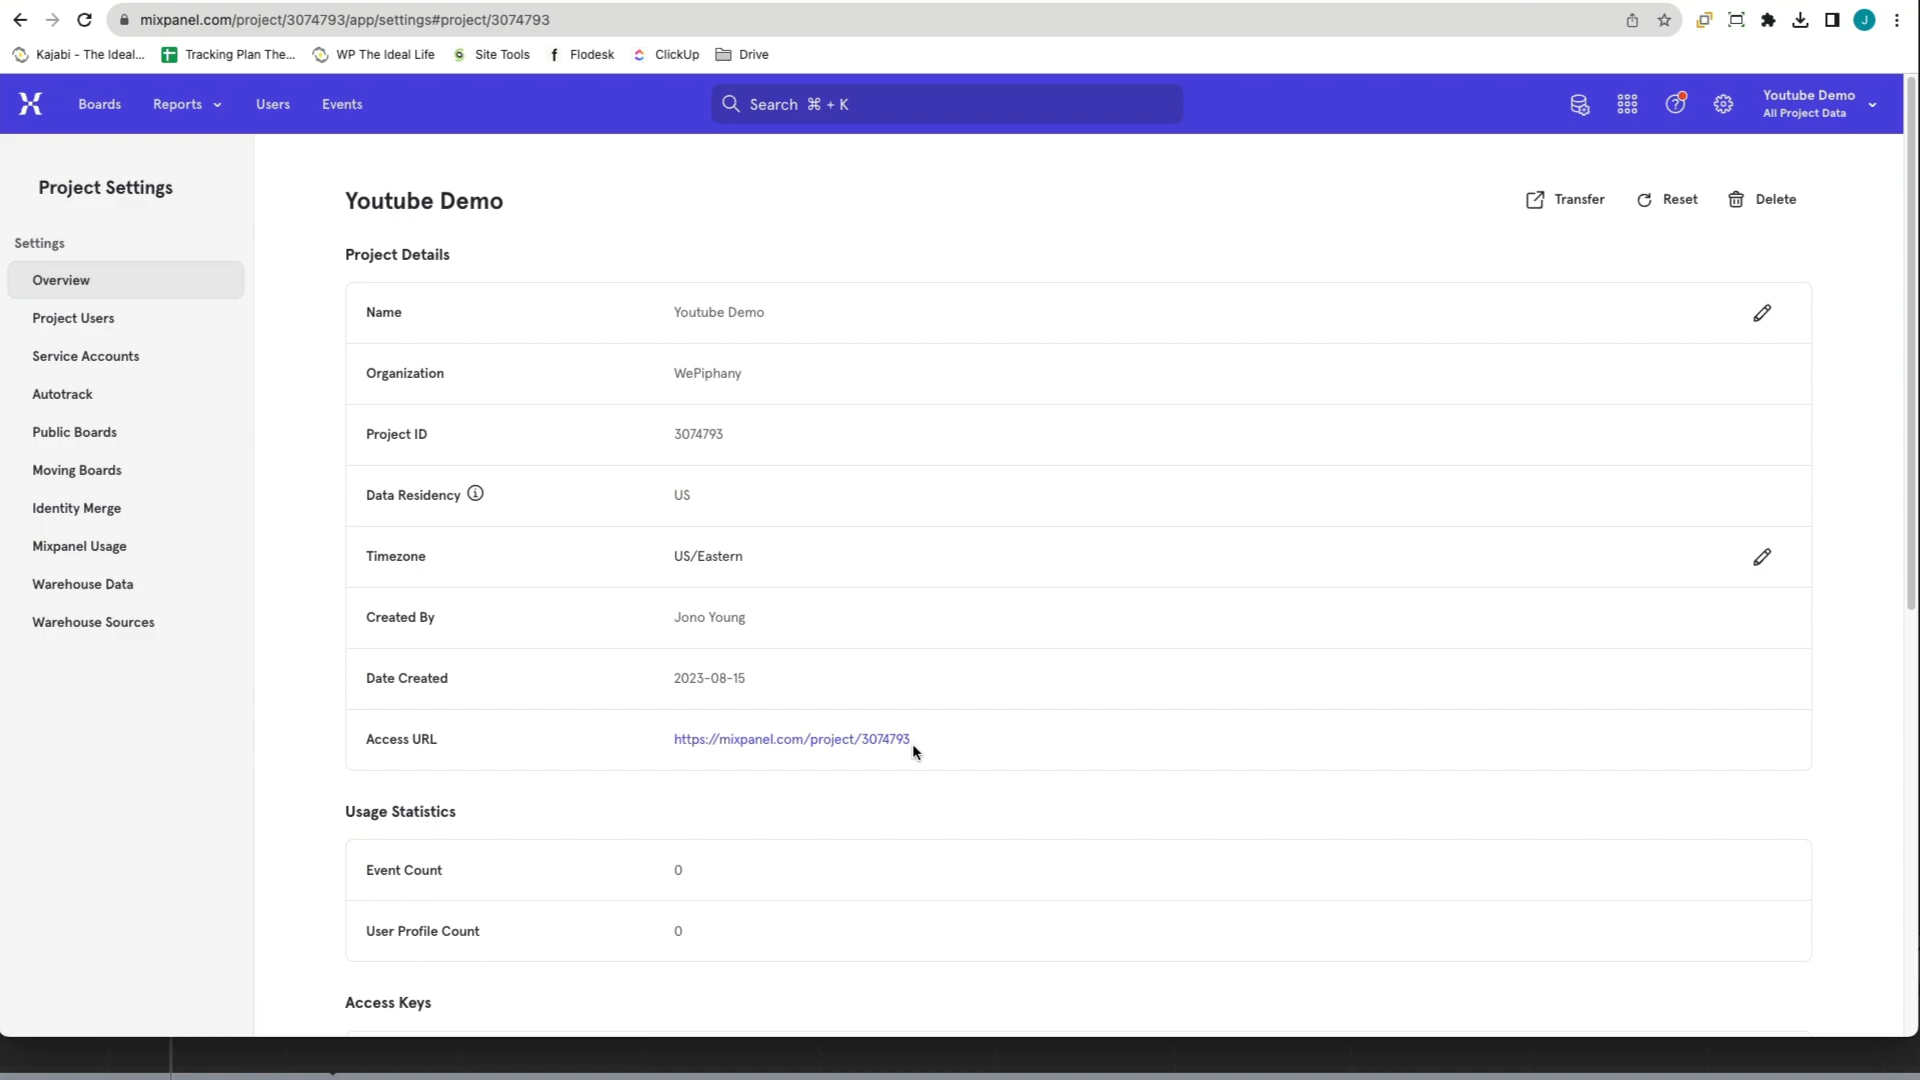 mixpanel.com/project/3074793/app/settings#project/3074793
J
Kajabi - The Ideal... Tracking Plan The... WP The Ideal Life Site Tools Flodesk ClickUp Drive
Boards Reports Users Events Search ⌘ + K Youtube Demo
All Project Data
Project Settings
Settings
Overview
Project Users
Service Accounts
Autotrack
Public Boards
Moving Boards
Identity Merge
Mixpanel Usage
Warehouse Data
Warehouse Sources
Youtube Demo Transfer Reset Delete
Project Details
Name Youtube Demo
Organization WePiphany
Project ID 3074793
Data Residency US
Timezone US/Eastern
Created By Jono Young
Date Created 2023-08-15
Access URL https://mixpanel.com/project/3074793
Usage Statistics
Event Count 0
User Profile Count 0
Access Keys